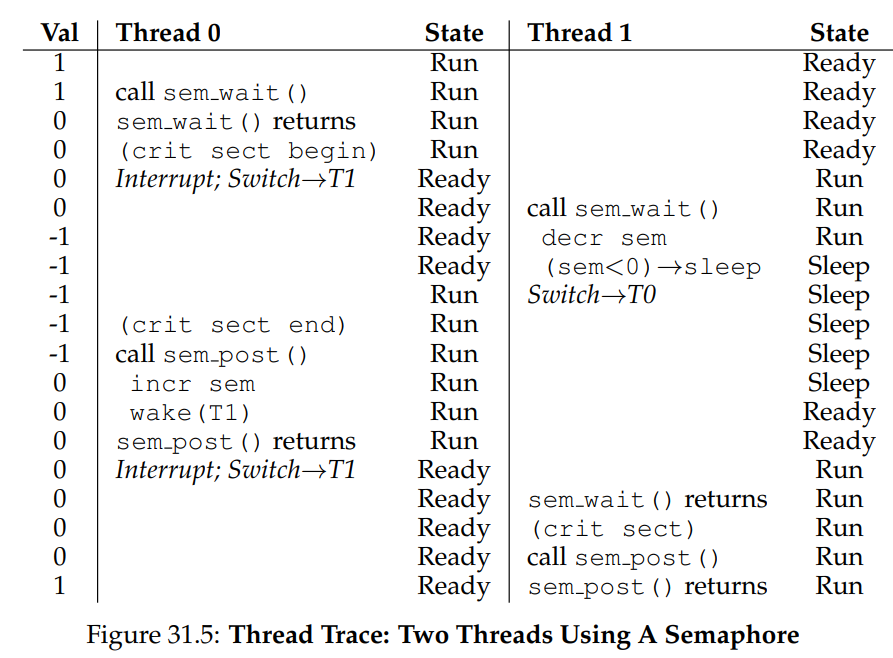 Val Thread 0 State Thread 1 State
1 Run Ready
1 call sem_wait() Run Ready
0 sem_wait() returns Run Ready
0 (crit sect begin) Run Ready
0 Interrupt; Switch→T1 Ready Run
0 Ready call sem_wait() Run
-1 Ready decr sem Run
-1 Ready (sem<0)→sleep Sleep
-1 Run Switch→T0 Sleep
-1 (crit sect end) Run Sleep
-1 call sem_post() Run Sleep
0 incr sem Run Sleep
0 wake(T1) Run Ready
0 sem_post() returns Run Ready
0 Interrupt; Switch→T1 Ready Run
0 Ready sem_wait() returns Run
0 Ready (crit sect) Run
0 Ready call sem_post() Run
1 Ready sem_post() returns Run
Figure 31.5: Thread Trace: Two Threads Using A Semaphore